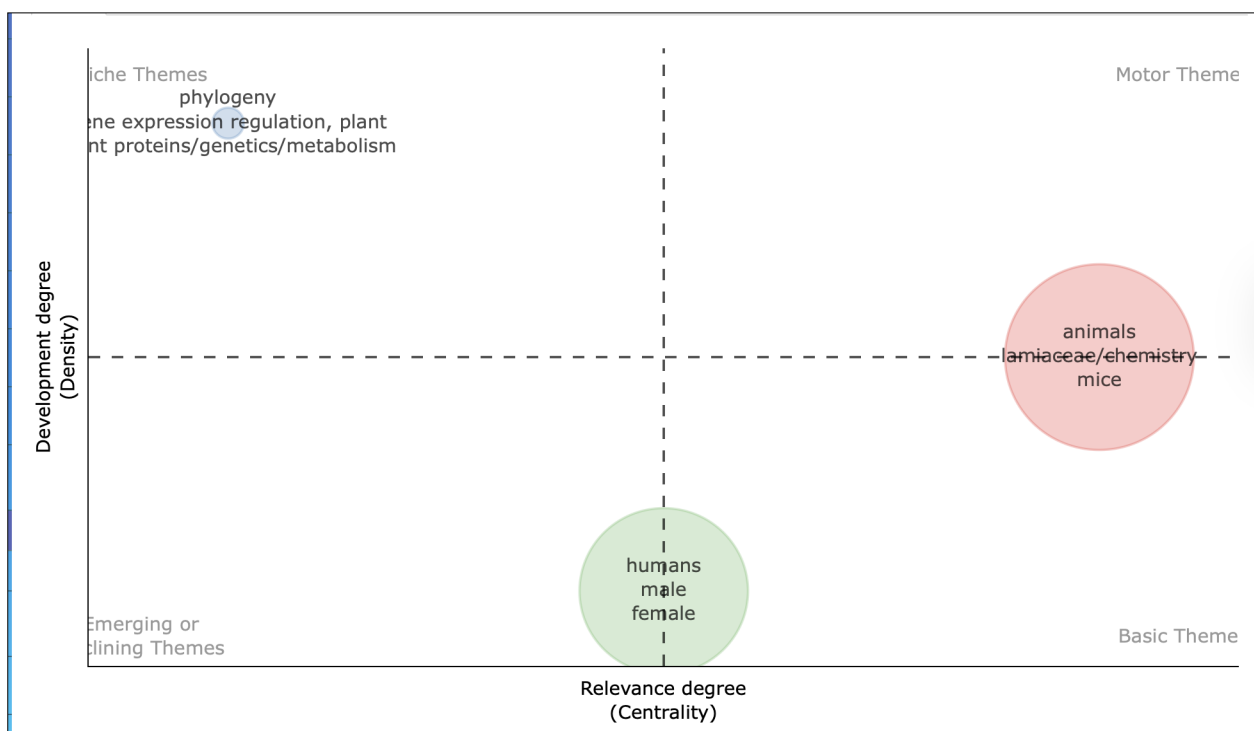 iche Themes
Motor Theme
phylogeny
ene expression regulation, plant
nt proteins/genetics/metabolism
Development degree
(Density)
animals
lamiaceae/chemistry
mice
humans
male
female
Emerging or
clining Themes
Basic Theme
Relevance degree
(Centrality)